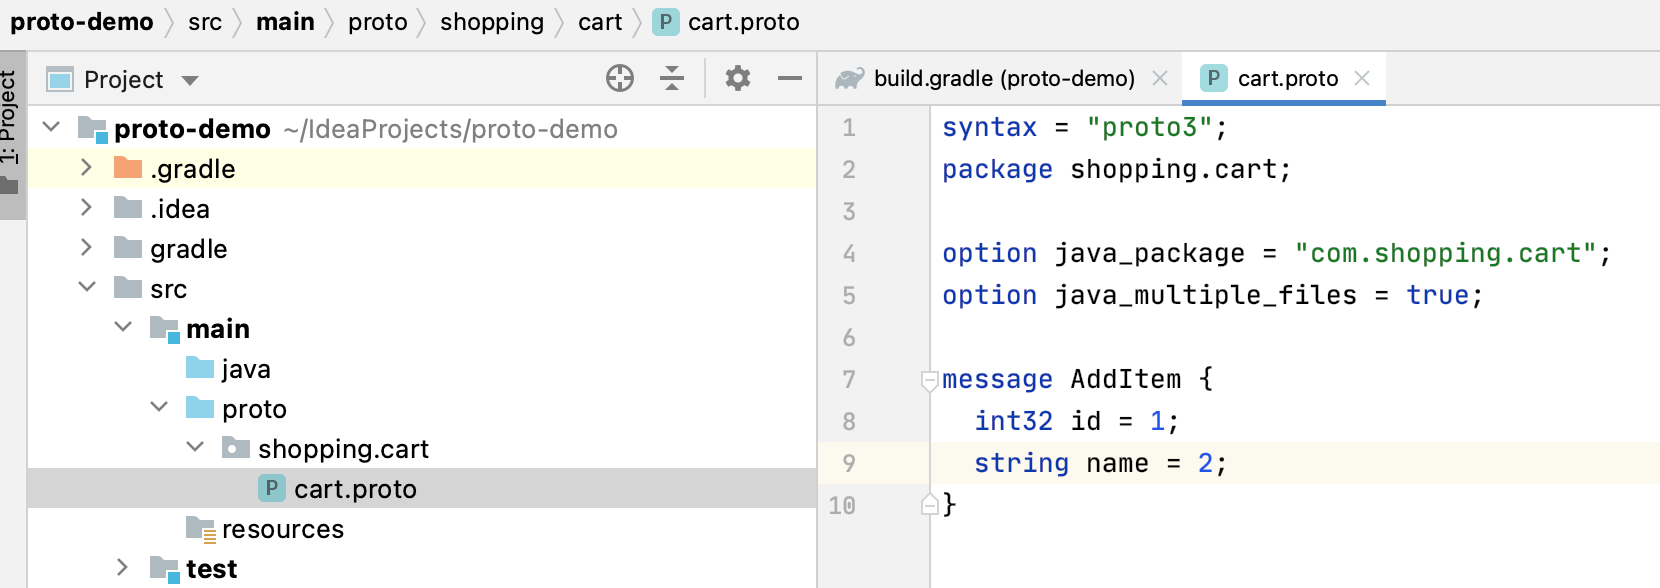 proto-demo src main proto shopping cart P cart.proto
1: Project
Project
build.gradle (proto-demo)
P cart.proto
proto-demo ~/IdeaProjects/proto-demo
.gradle
.idea
gradle
src
main
java
proto
shopping.cart
P cart.proto
resources
test
1 syntax = "proto3";
2 package shopping.cart;
3
4 option java_package = "com.shopping.cart";
5 option java_multiple_files = true;
6
7 message AddItem {
8 int32 id = 1;
9 string name = 2;
10 }